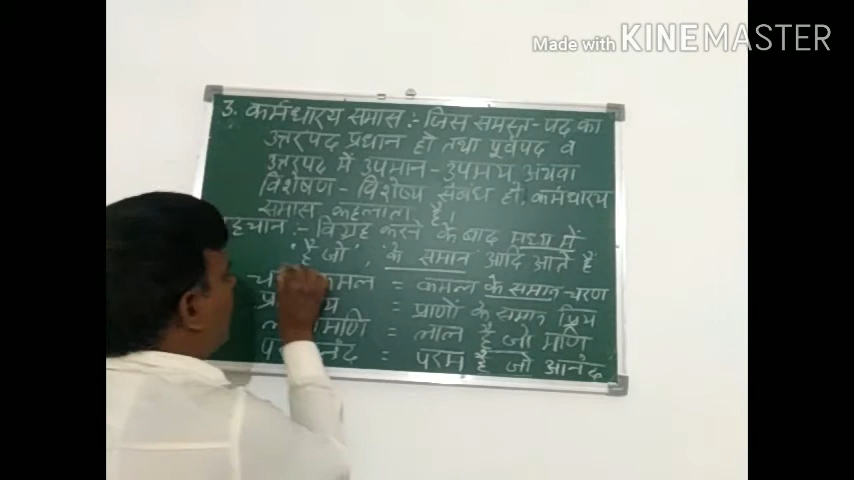 Made with KINEMASTER
3. कर्मधारय समास :- जिस समस्त-पद का
उत्तरपद प्रधान हो तथा पूर्वपद व
उत्तरपद में उपमान-उपमेय अथवा
विशेषण-विशेष्य संबंध हो, कर्मधारय
समास कहलाता है।
:- विग्रह करने के बाद मध्य में
'है जो', 'के समान आदि आते हैं
= कमल के समान चरण
= प्राणों के समान प्रिय
मणि = लाल है जो मणि
= परम है जो आनंद